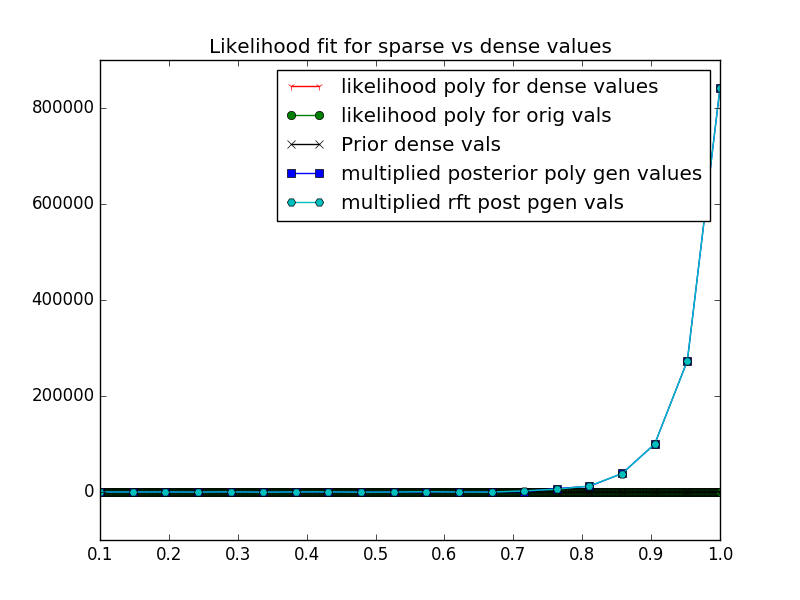 Likelihood fit for sparse vs dense values
likelihood poly for dense values
likelihood poly for orig vals
Prior dense vals
multiplied posterior poly gen values
multiplied rft post pgen vals
800000
600000
400000
200000
0
0.1 0.2 0.3 0.4 0.5 0.6 0.7 0.8 0.9 1.0